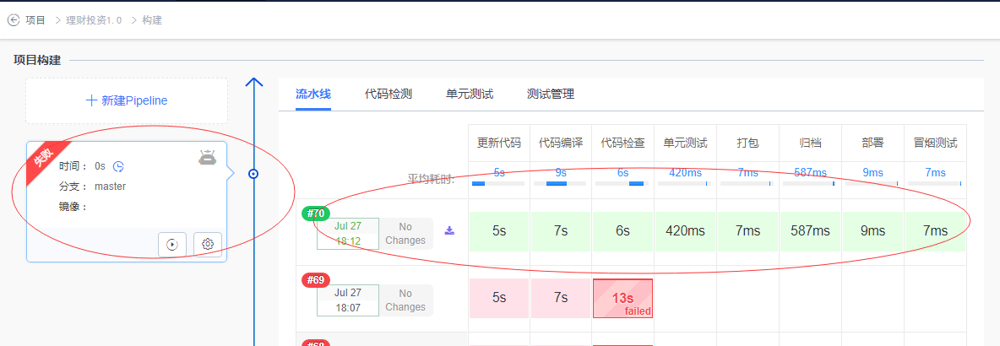 项目 > 理财投资1.0 > 构建
项目构建
+ 新建Pipeline
流水线 代码检测 单元测试 测试管理
失败
时间： 0s
分支： master
镜像：
更新代码 代码编译 代码检查 单元测试 打包 归档 部署 冒烟测试
平均耗时: 5s 9s 6s 420ms 7ms 587ms 9ms 7ms
#70
Jul 27
18:12
No
Changes
5s 7s 6s 420ms 7ms 587ms 9ms 7ms
#69
Jul 27
18:07
No
Changes
5s 7s 13s
failed
#68